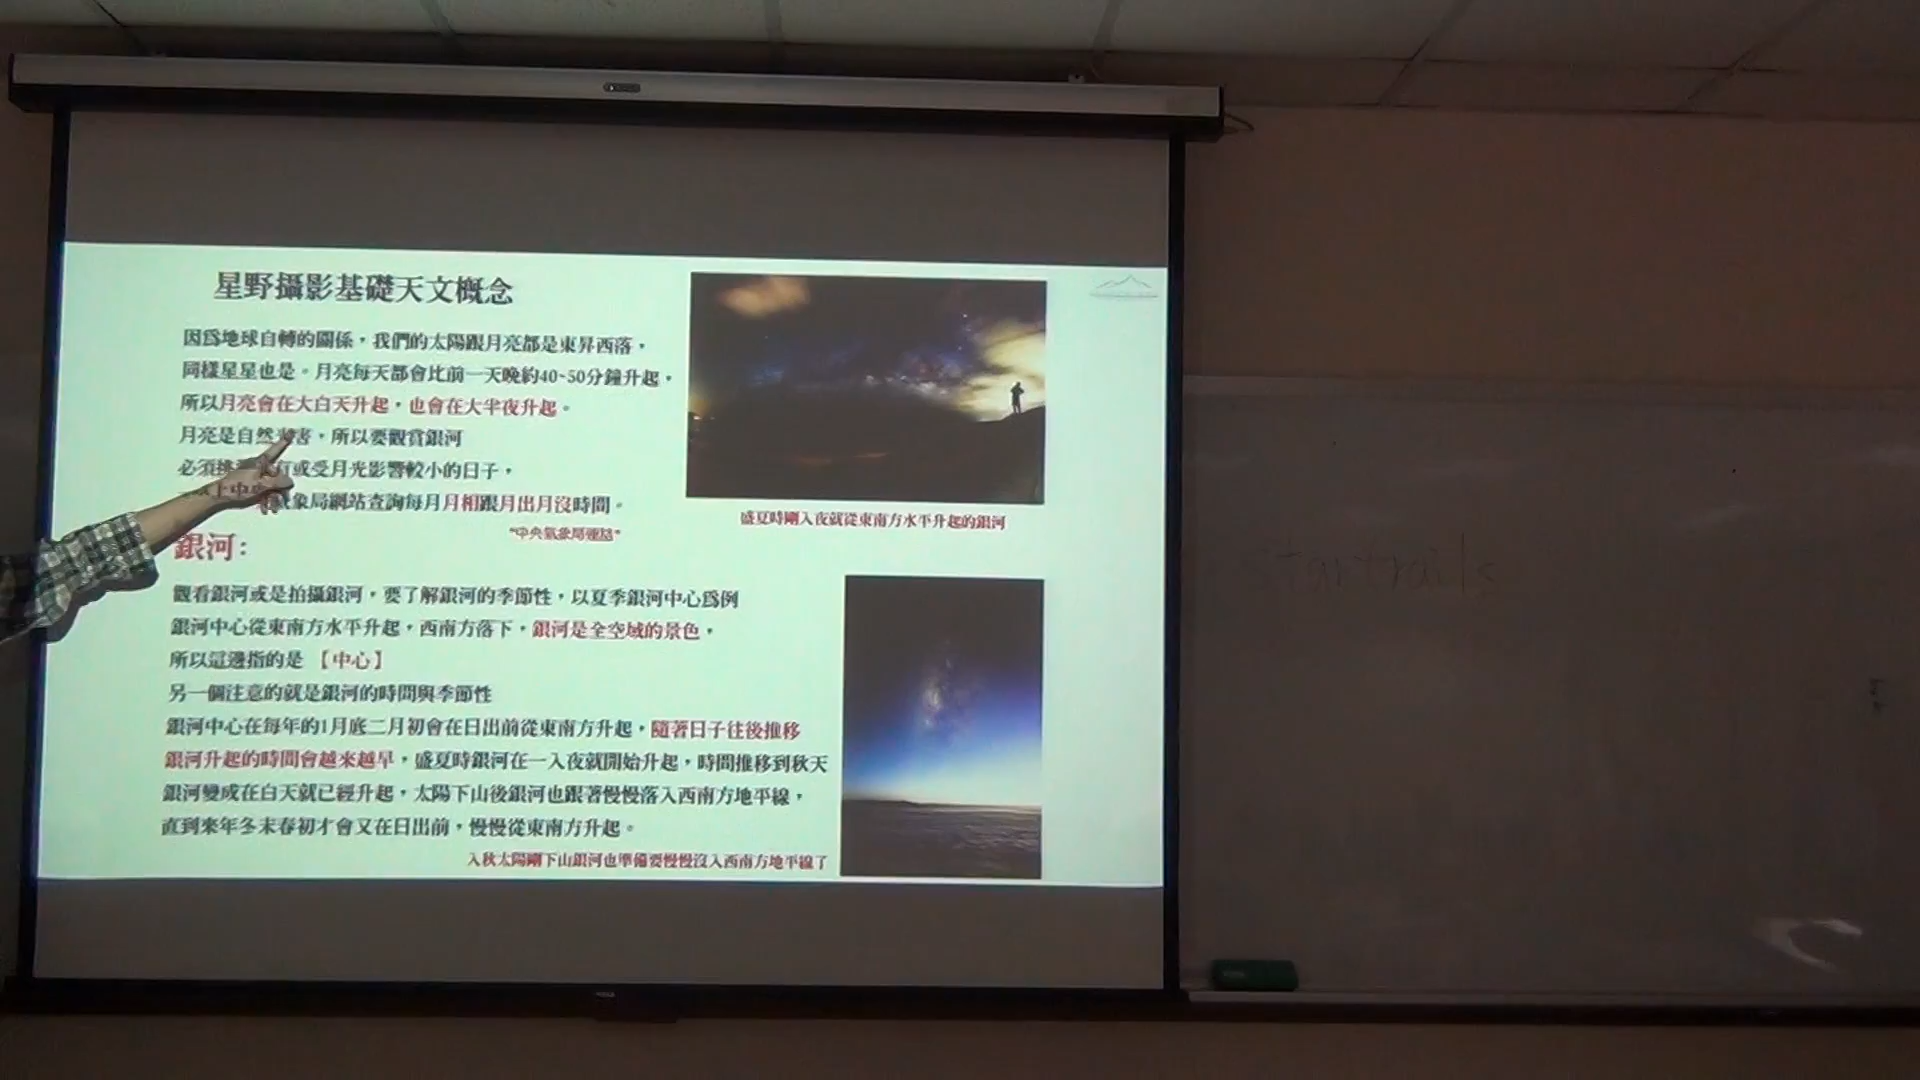 星野攝影基礎天文概念
因為地球自轉的關係，我們的太陽跟月亮都是東昇西落，
同樣星星也是。月亮每天都會比前一天晚約40~50分鐘升起，
所以月亮會在大白天升起，也會在大半夜升起。
月亮是自然光害，所以要觀賞銀河
必須挑 有或受月光影響較小的日子，
以上中央氣象局網站查詢每月月相跟月出月沒時間。
"中央氣象局連結"
盛夏時剛入夜就從東南方水平升起的銀河
銀河：
觀看銀河或是拍攝銀河，要了解銀河的季節性，以夏季銀河中心為例
銀河中心從東南方水平升起，西南方落下，銀河是全空域的景色，
所以這邊指的是 【中心】
另一個注意的就是銀河的時間與季節性
銀河中心在每年的1月底二月初會在日出前從東南方升起，隨著日子往後推移
銀河升起的時間會越來越早，盛夏時銀河在一入夜就開始升起，時間推移到秋天
銀河變成在白天就已經升起，太陽下山後銀河也跟著慢慢落入西南方地平線，
直到來年冬末春初才會又在日出前，慢慢從東南方升起。
入秋太陽剛下山銀河也準備要慢慢沒入西南方地平線了
startrails